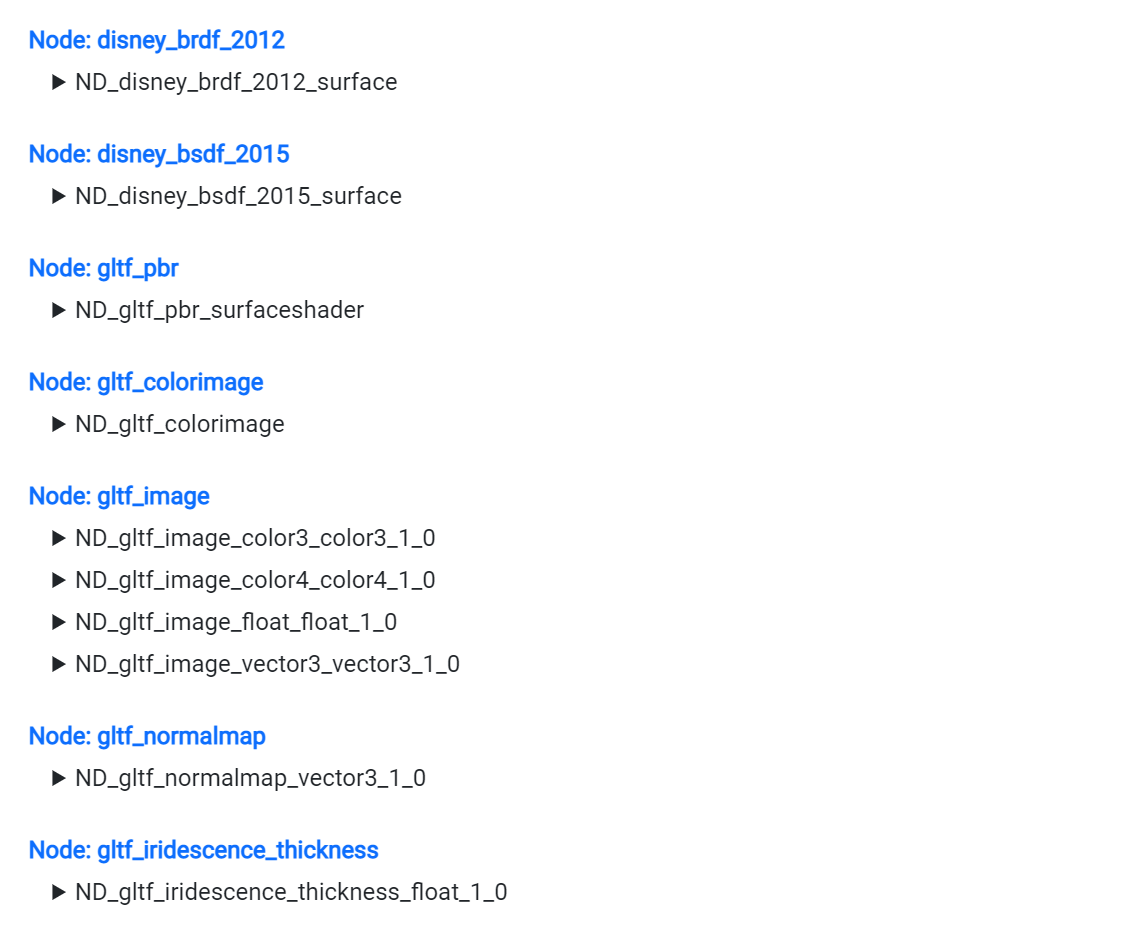 Node: disney_brdf_2012
ND_disney_brdf_2012_surface
Node: disney_bsdf_2015
ND_disney_bsdf_2015_surface
Node: gltf_pbr
ND_gltf_pbr_surfaceshader
Node: gltf_colorimage
ND_gltf_colorimage
Node: gltf_image
ND_gltf_image_color3_color3_1_0
ND_gltf_image_color4_color4_1_0
ND_gltf_image_float_float_1_0
ND_gltf_image_vector3_vector3_1_0
Node: gltf_normalmap
ND_gltf_normalmap_vector3_1_0
Node: gltf_iridescence_thickness
ND_gltf_iridescence_thickness_float_1_0